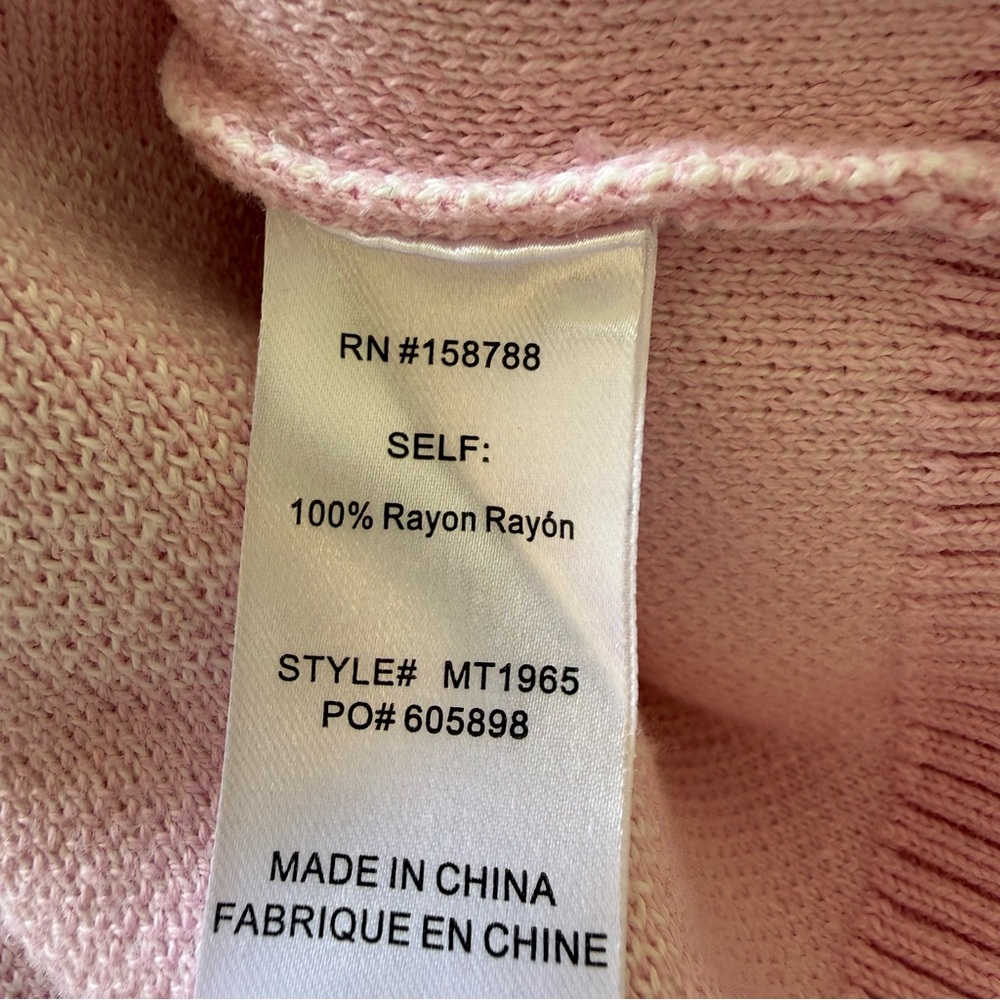 RN #158788
SELF:
100% Rayon Rayón
STYLE# MT1965
PO# 605898
MADE IN CHINA
FABRIQUE EN CHINE